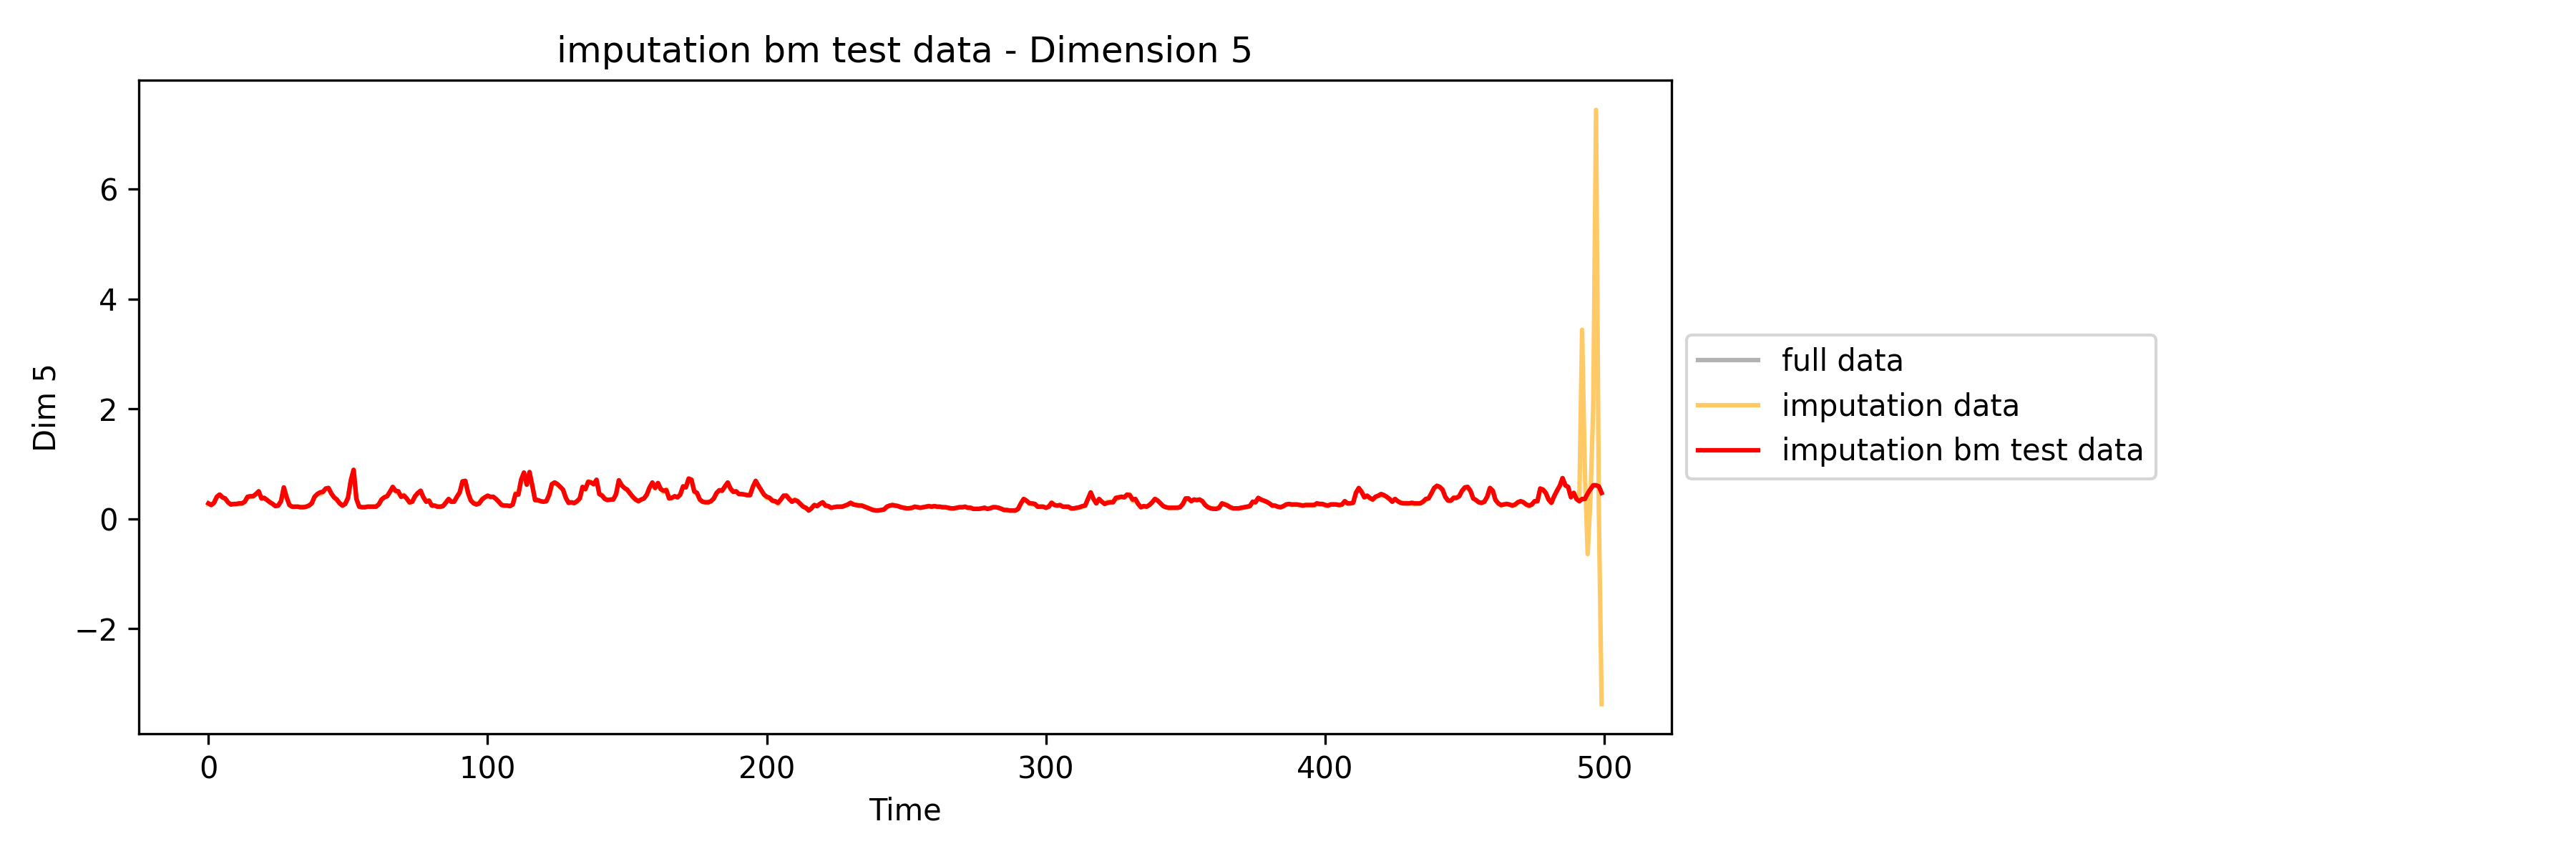 imputation bm test data - Dimension 5
Dim 5
6
4
2
0
−2
0 100 200 300 400 500
Time
full data
imputation data
imputation bm test data